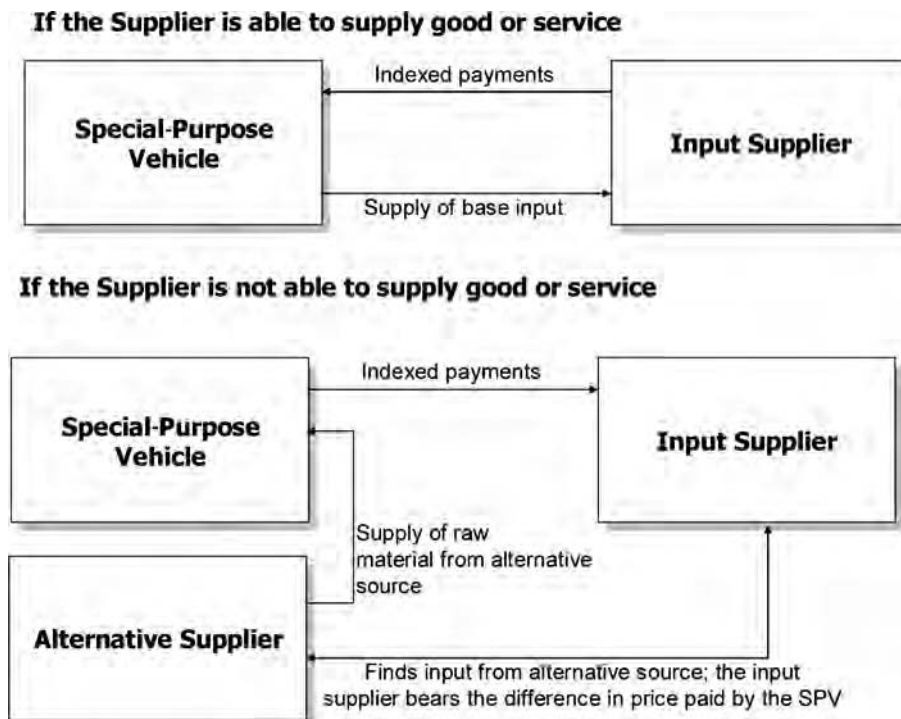 If the Supplier is able to supply good or service
Indexed payments
Special-Purpose
Vehicle
Input Supplier
Supply of base input
If the Supplier is not able to supply good or service
Indexed payments
Special-Purpose
Vehicle
Input Supplier
Supply of raw
material from alternative
source
Alternative Supplier
Finds input from alternative source; the input
supplier bears the difference in price paid by the SPV